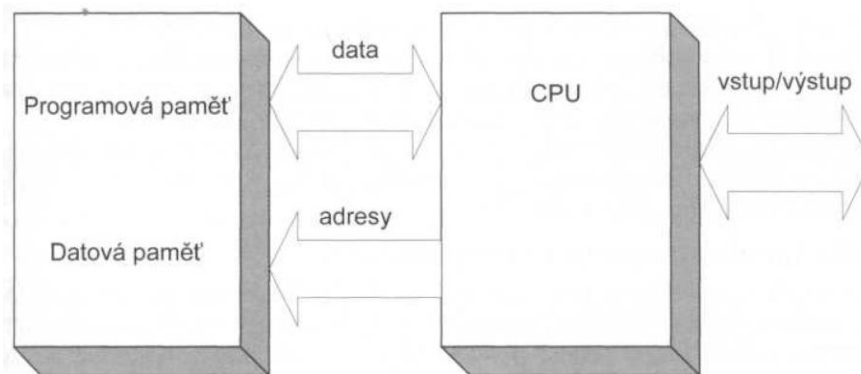 Programová paměť
Datová paměť
data
adresy
CPU
vstup/výstup